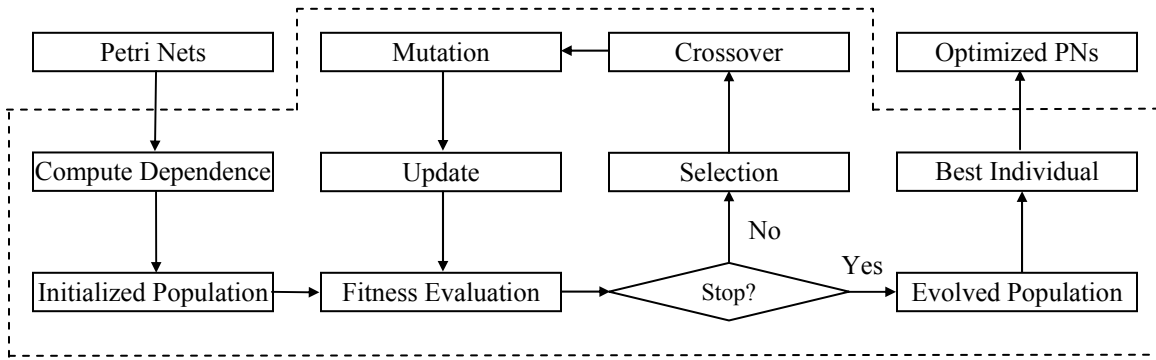 Petri Nets
Mutation
Crossover
Optimized PNs
Compute Dependence
Update
Selection
Best Individual
No
Yes
Initialized Population
Fitness Evaluation
Stop?
Evolved Population